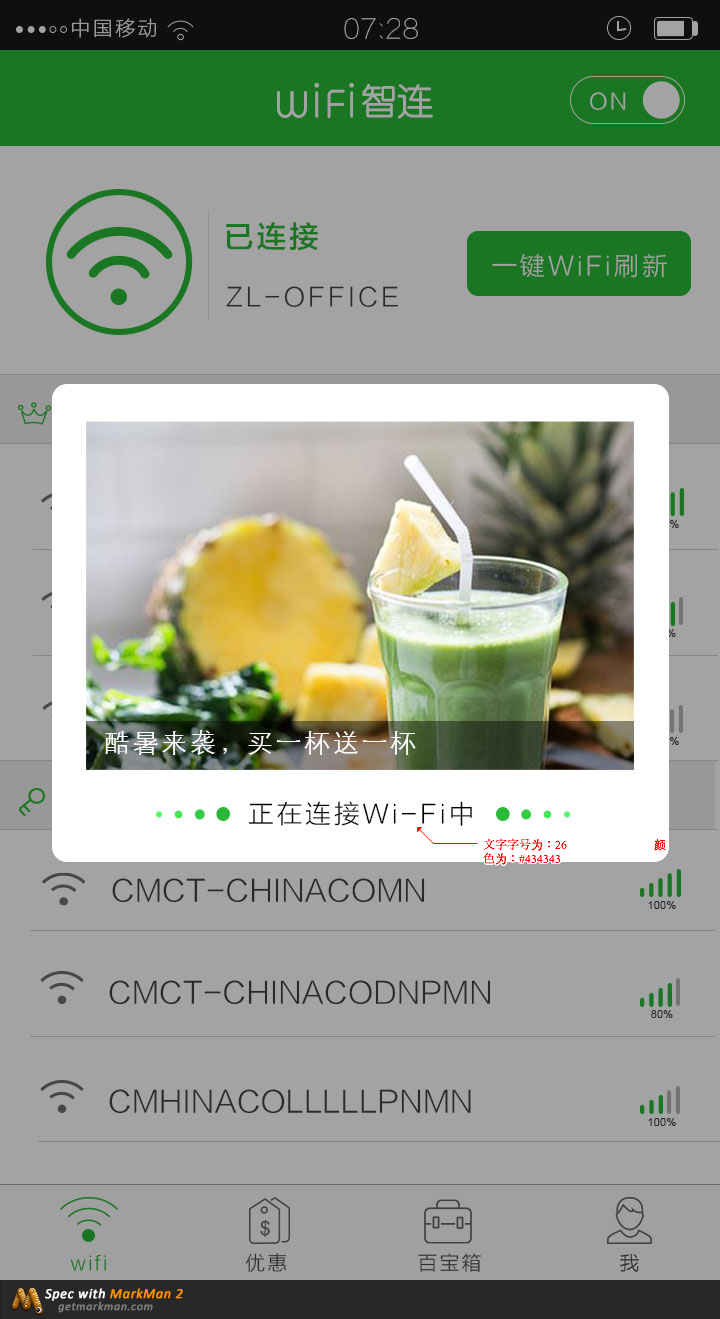 中国移动
07:28
WiFi智连
ON
已连接
ZL-OFFICE
一键WiFi刷新
%
%
%
酷暑来袭，买一杯送一杯
正在连接Wi-Fi中
文字字号为：26 颜
色为：#434343
CMCT-CHINACOMN
100%
CMCT-CHINACODNPMN
80%
CMHINACOLLLLLPNMN
100%
wifi
优惠
百宝箱
我
Spec with MarkMan 2
getmarkman.com